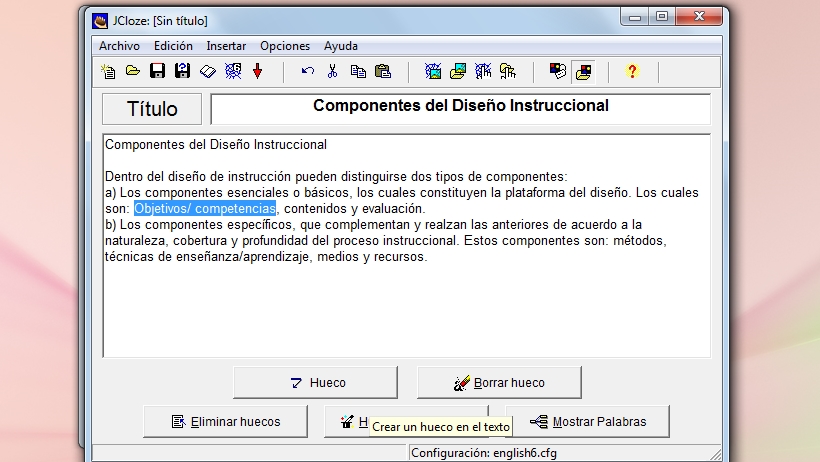 JCloze: [Sin título]
Archivo Edición Insertar Opciones Ayuda
Título
Componentes del Diseño Instruccional
Componentes del Diseño Instruccional
Dentro del diseño de instrucción pueden distinguirse dos tipos de componentes:
a) Los componentes esenciales o básicos, los cuales constituyen la plataforma del diseño. Los cuales
son: Objetivos/ competencias, contenidos y evaluación.
b) Los componentes específicos, que complementan y realzan las anteriores de acuerdo a la
naturaleza, cobertura y profundidad del proceso instruccional. Estos componentes son: métodos,
técnicas de enseñanza/aprendizaje, medios y recursos.
Hueco Borrar hueco
Eliminar huecos Mostrar Palabras
Crear un hueco en el texto
Configuración: english6.cfg